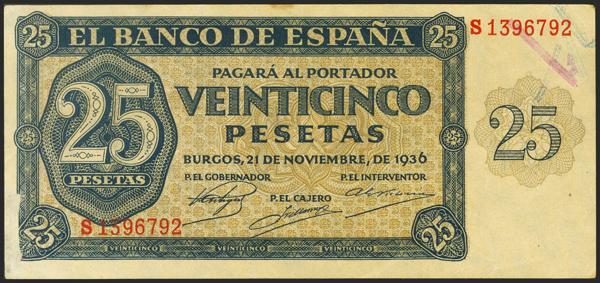 25 EL BANCO DE ESPAÑA 25
S 1396792
PAGARÁ AL PORTADOR
VEINTICINCO
PESETAS
25
PESETAS
25
BURGOS, 21 DE NOVIEMBRE, DE 1936
P. EL GOBERNADOR
P. EL INTERVENTOR
P. EL CAJERO
S 1396792
25 VEINTICINCO VEINTICINCO VEINTICINCO 25